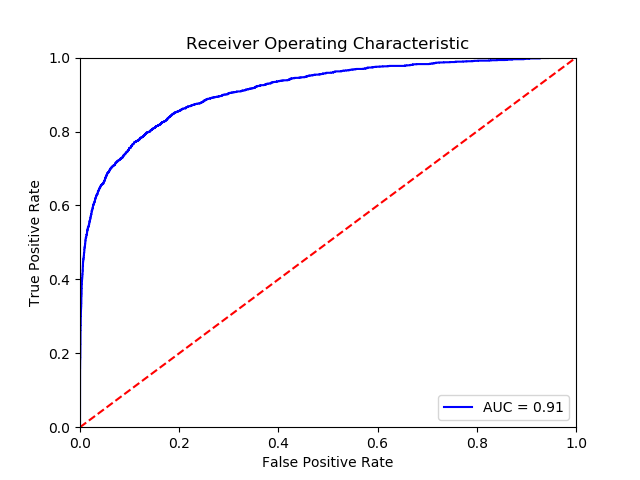 Receiver Operating Characteristic
1.0
0.8
0.6
0.4
0.2
0.0
True Positive Rate
AUC = 0.91
0.0 0.2 0.4 0.6 0.8 1.0
False Positive Rate